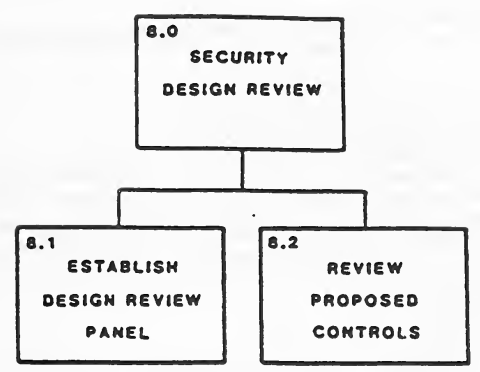 8.0
SECURITY
DESIGN REVIEW
8.1
ESTABLISH
DESIGN REVIEW
PANEL
8.2
REVIEW
PROPOSED
CONTROLS